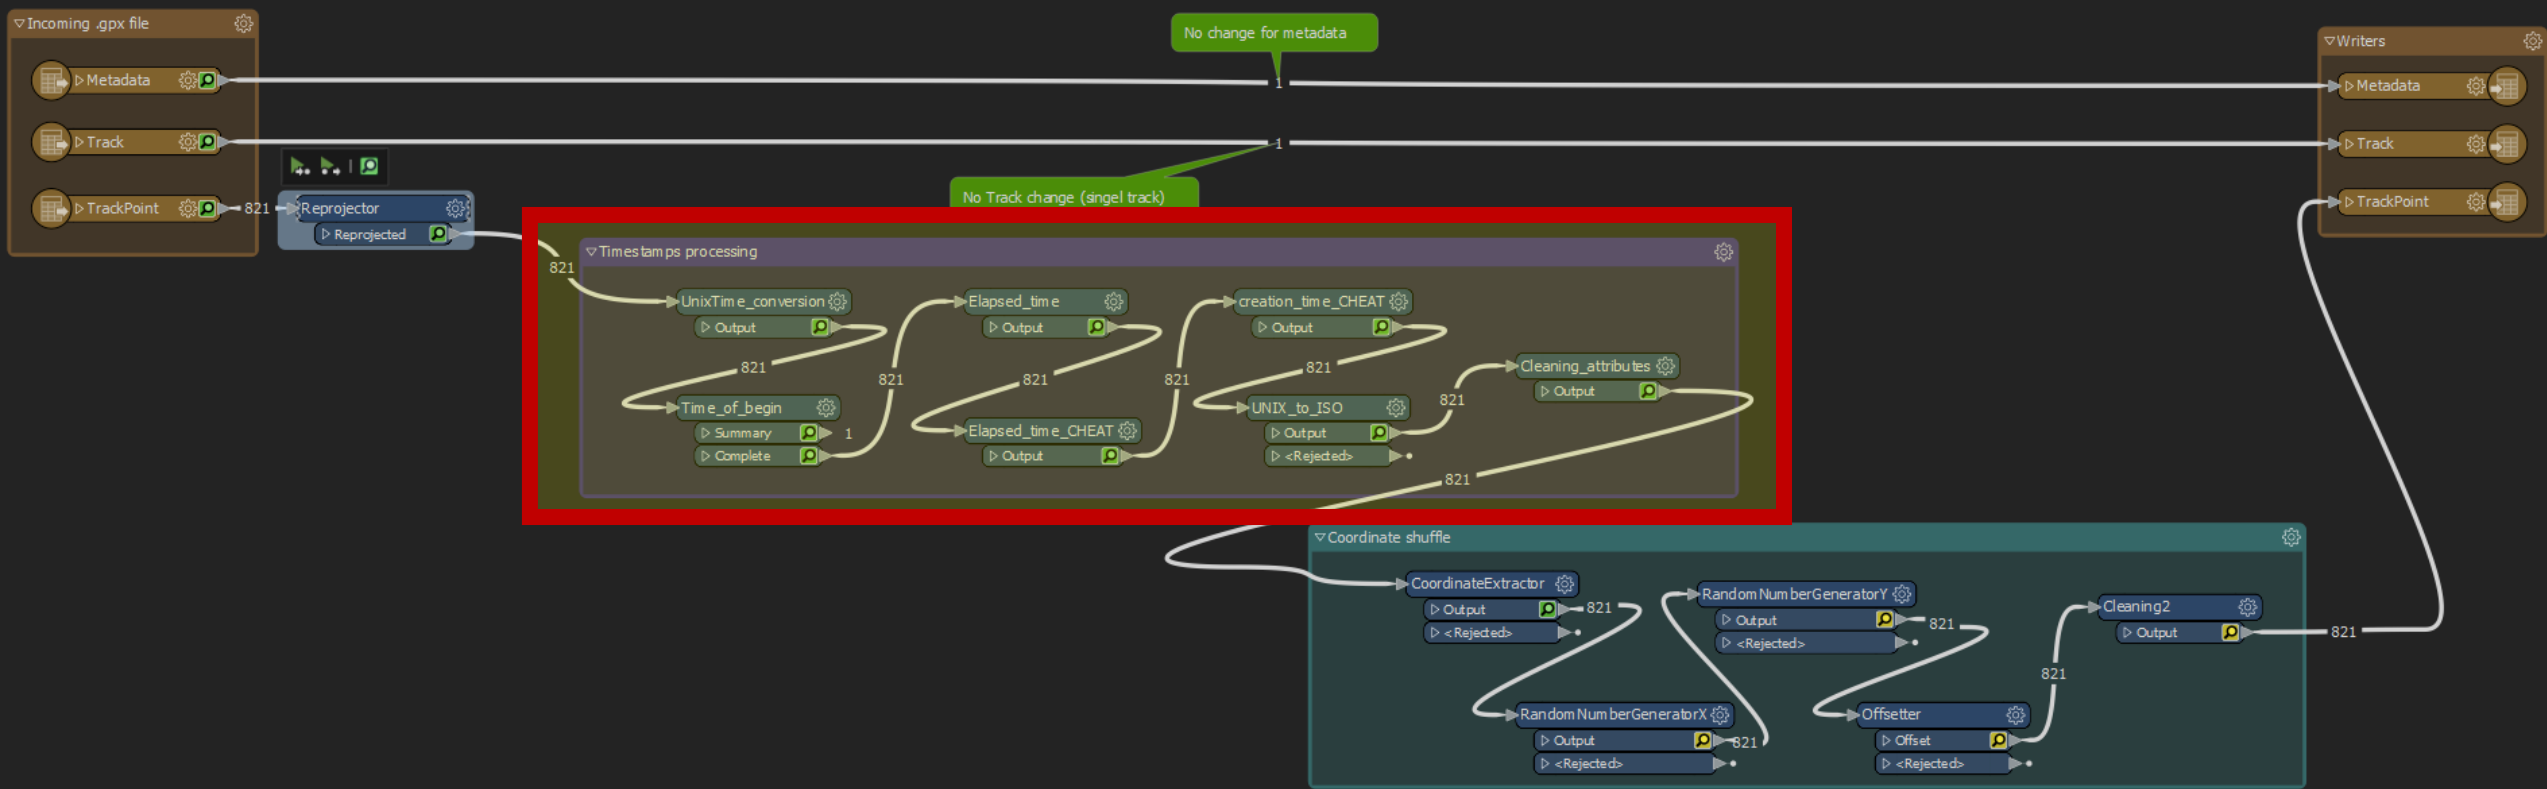 Incoming .gpx file
Metadata
Track
TrackPoint
821
Reprojector
Reprojected
No change for metadata
1
1
No Track change (singel track)
Writers
Metadata
Track
TrackPoint
821
Timestamps processing
UnixTime_conversion
Output
821
Time_of_begin
Summary
1
Complete
821
Elapsed_time
Output
821
Elapsed_time_CHEAT
Output
821
creation_time_CHEAT
Output
821
UNIX_to_ISO
Output
<Rejected>
821
Cleaning_attributes
Output
821
Coordinate shuffle
CoordinateExtractor
Output
821
<Rejected>
RandomNumberGeneratorX
Output
821
<Rejected>
RandomNumberGeneratorY
Output
821
<Rejected>
Offsetter
Offset
<Rejected>
821
Cleaning2
Output
821